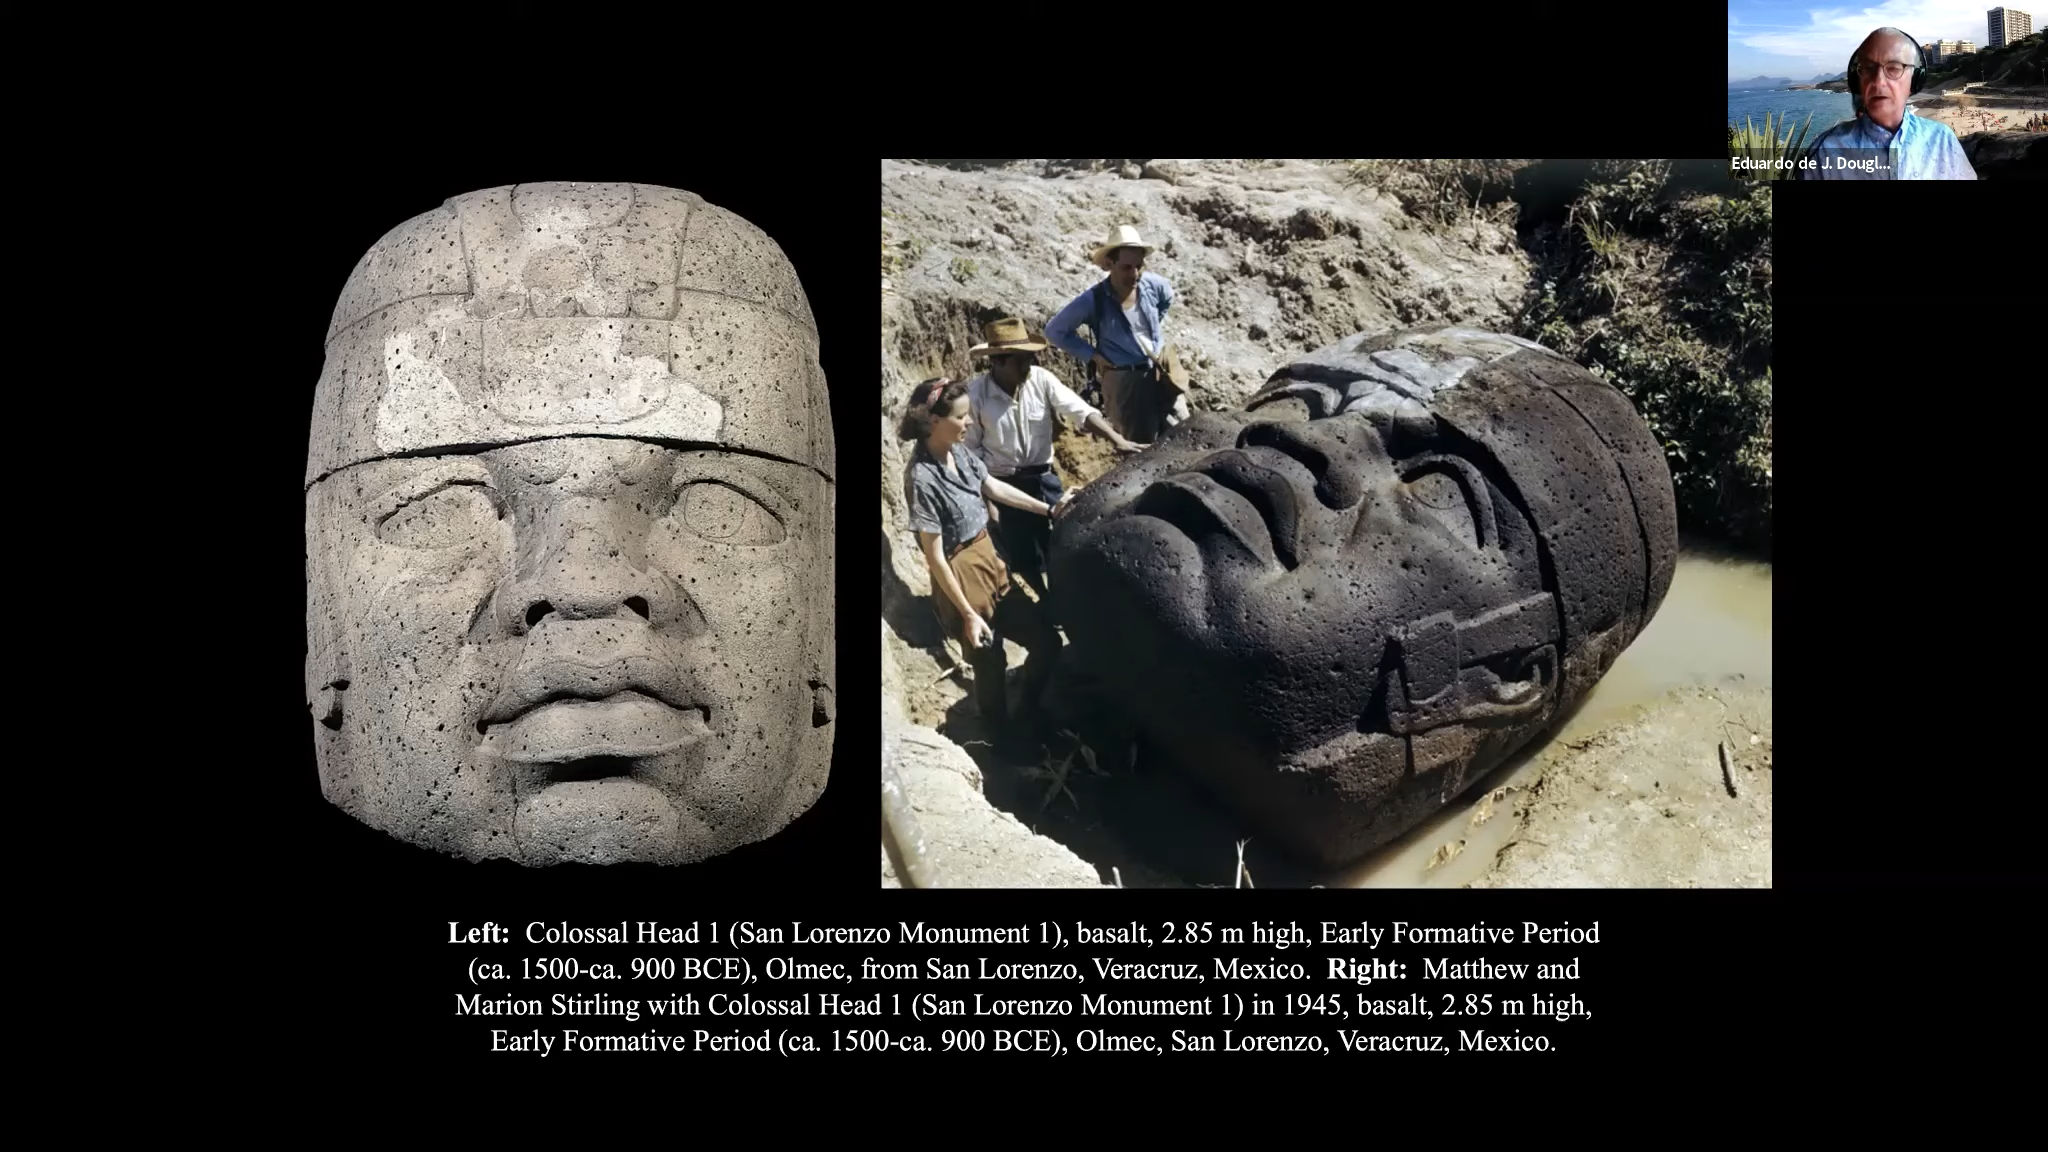 Eduardo de J. Dougl...
Left: Colossal Head 1 (San Lorenzo Monument 1), basalt, 2.85 m high, Early Formative Period
(ca. 1500-ca. 900 BCE), Olmec, from San Lorenzo, Veracruz, Mexico. Right: Matthew and
Marion Stirling with Colossal Head 1 (San Lorenzo Monument 1) in 1945, basalt, 2.85 m high,
Early Formative Period (ca. 1500-ca. 900 BCE), Olmec, San Lorenzo, Veracruz, Mexico.